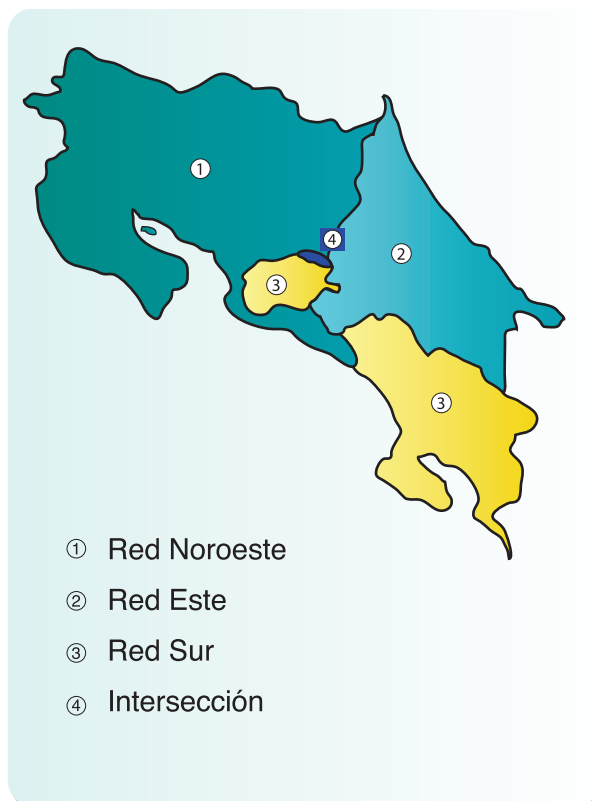 ①
④
②
③
③
① Red Noroeste
② Red Este
③ Red Sur
④ Intersección